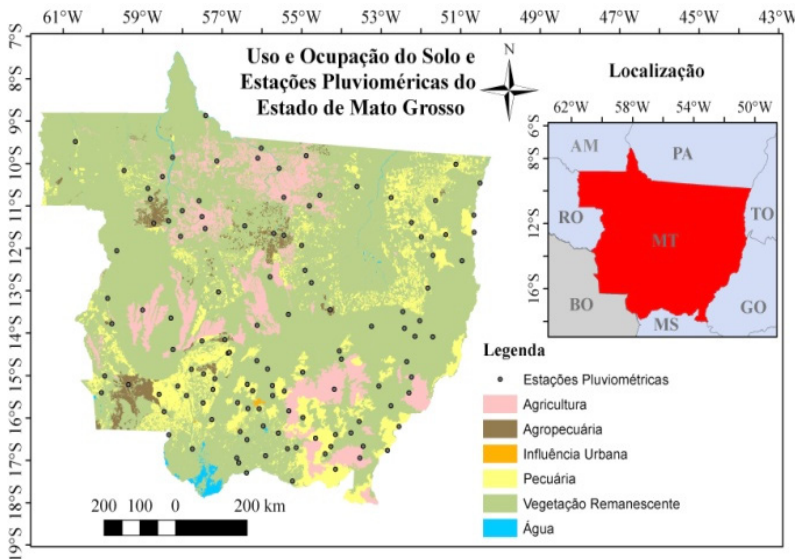 61°W 59°W 57°W 55°W 53°W 51°W 49°W 47°W 45°W 43°W
7°S
8°S
9°S
10°S
11°S
12°S
13°S
14°S
15°S
16°S
17°S
18°S
19°S
Uso e Ocupação do Solo e
Estações Pluvioméricas do
Estado de Mato Grosso
N
200 100 0 200 km
Localização
62°W 58°W 54°W 50°W
6°S
8°S
12°S
16°S
AM
PA
RO
TO
MT
BO
GO
MS
Legenda
Estações Pluviométricas
Agricultura
Agropecuária
Influência Urbana
Pecuária
Vegetação Remanescente
Água